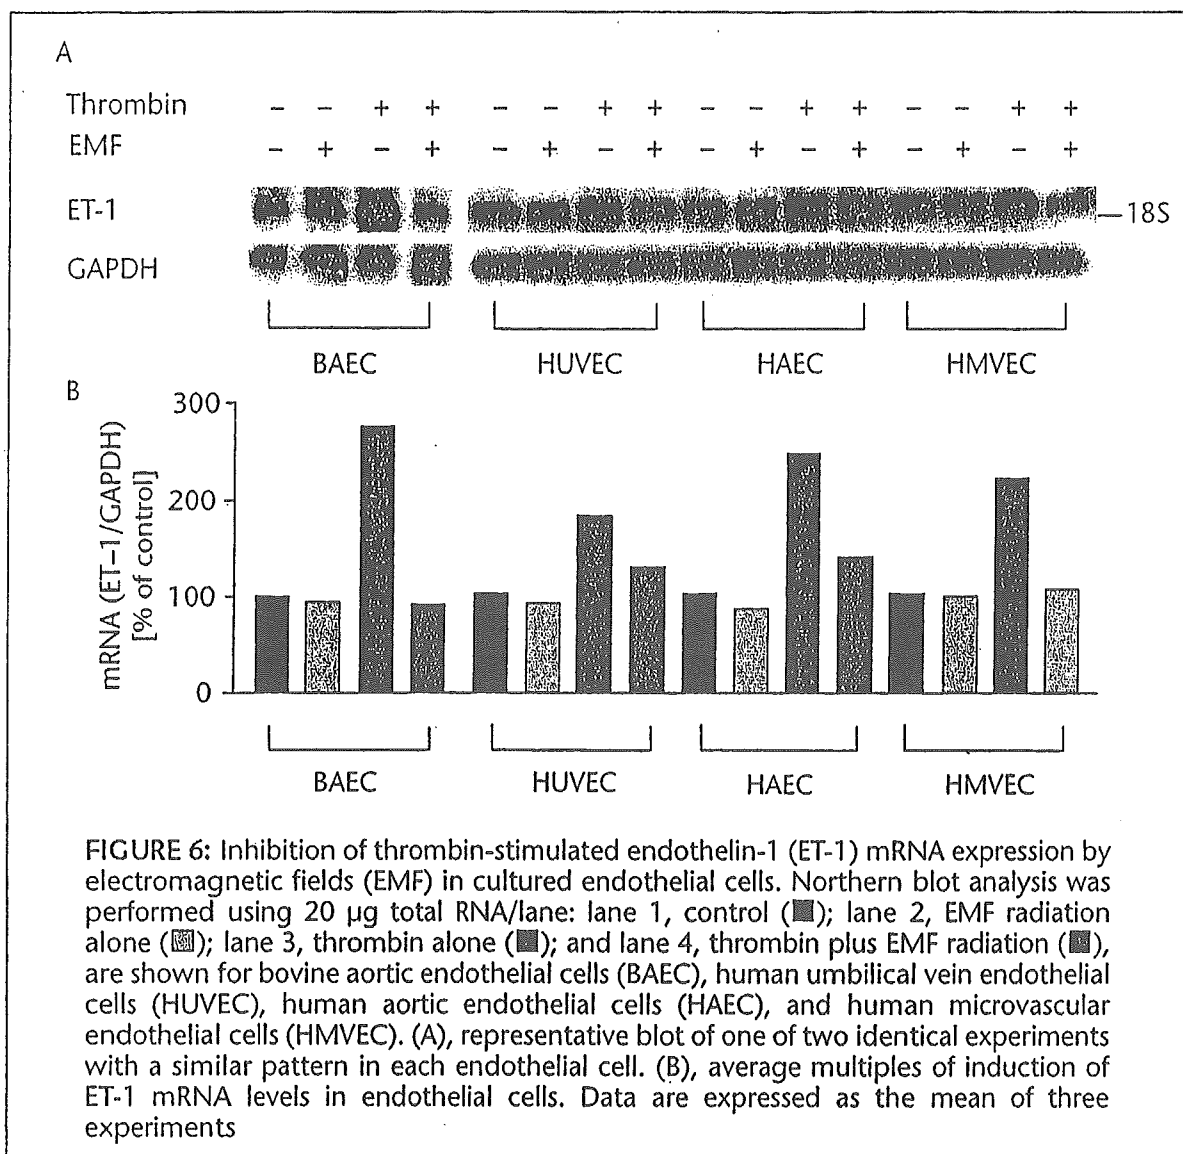 A
Thrombin − − + + − − + + − − + + − − + +
EMF − + − + − + − + − + − + − + − +
ET-1 —18S
GAPDH
BAEC HUVEC HAEC HMVEC
B
mRNA (ET–1/GAPDH)
[% of control]
300
200
100
0
BAEC HUVEC HAEC HMVEC
FIGURE 6: Inhibition of thrombin-stimulated endothelin-1 (ET-1) mRNA expression by
electromagnetic fields (EMF) in cultured endothelial cells. Northern blot analysis was
performed using 20 µg total RNA/lane: lane 1, control (■); lane 2, EMF radiation
alone (▩); lane 3, thrombin alone (■); and lane 4, thrombin plus EMF radiation (■),
are shown for bovine aortic endothelial cells (BAEC), human umbilical vein endothelial
cells (HUVEC), human aortic endothelial cells (HAEC), and human microvascular
endothelial cells (HMVEC). (A), representative blot of one of two identical experiments
with a similar pattern in each endothelial cell. (B), average multiples of induction of
ET-1 mRNA levels in endothelial cells. Data are expressed as the mean of three
experiments